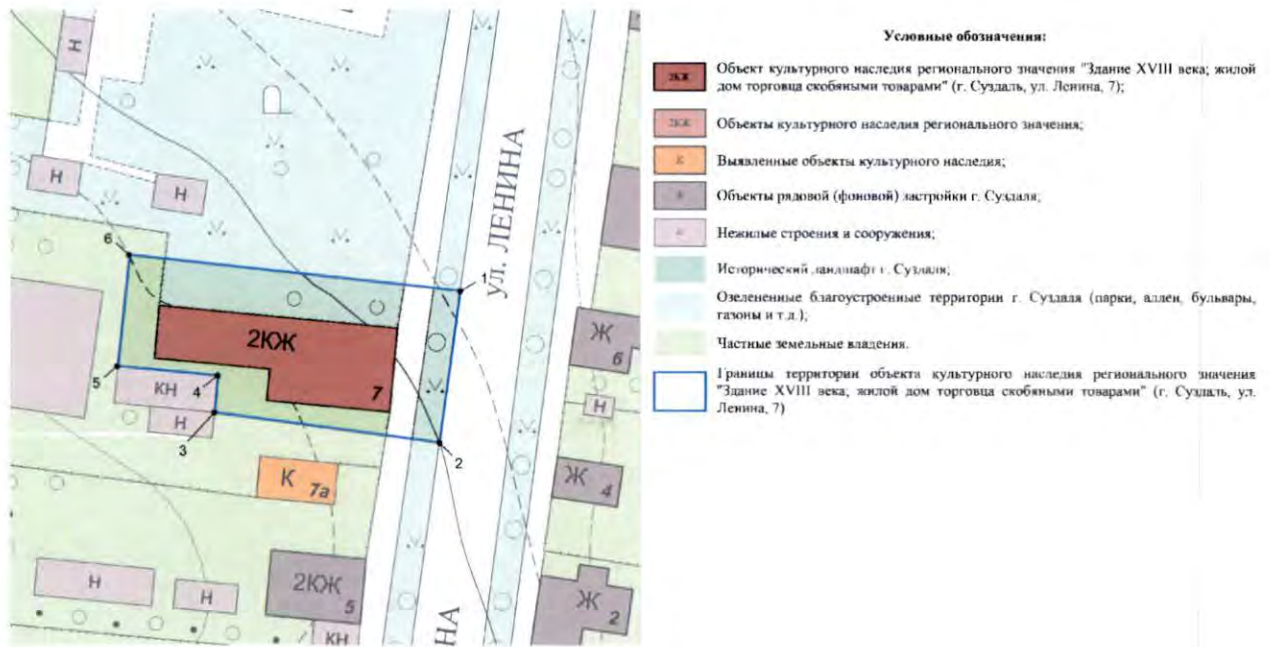 Н
Н
Н
6
1
ул. ЛЕНИНА
2КЖ
7
5
4
КН
Н
3
2
К 7а
Ж 6
Н
Ж 4
Н
Н
2КЖ 5
КН
Ж 2
НА
Условные обозначения:
2КЖ
Объект культурного наследия регионального значения "Здание XVIII века; жилой
дом торговца скобяными товарами" (г. Суздаль, ул. Ленина, 7);
2КЖ
Объекты культурного наследия регионального значения;
К
Выявленные объекты культурного наследия;
Объекты рядовой (фоновой) застройки г. Суздаля;
Нежилые строения и сооружения;
Исторический ландшафт г. Суздаля;
Озелененные благоустроенные территории г. Суздаля (парки, аллеи, бульвары,
газоны и т.д.);
Частные земельные владения.
Границы территории объекта культурного наследия регионального значения
"Здание XVIII века; жилой дом торговца скобяными товарами" (г. Суздаль, ул.
Ленина, 7)